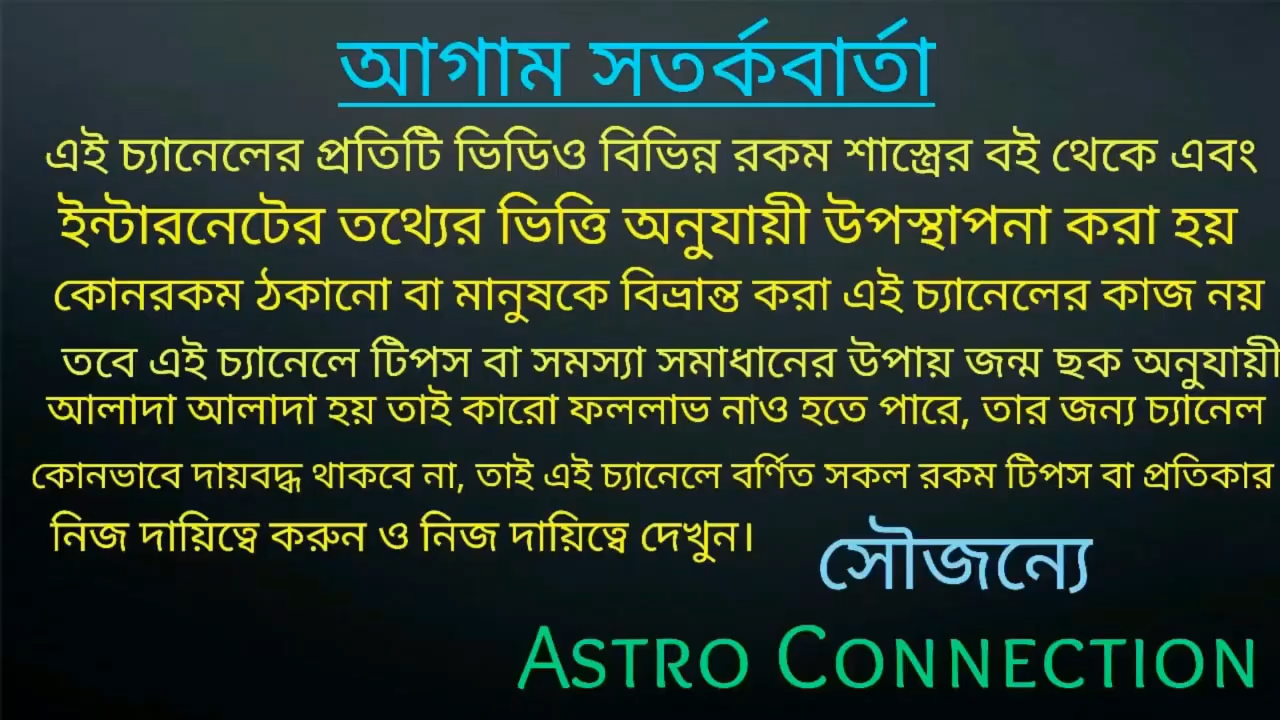 আগাম সতর্কবার্তা
এই চ্যানেলের প্রতিটি ভিডিও বিভিন্ন রকম শাস্ত্রের বই থেকে এবং
ইন্টারনেটের তথ্যের ভিত্তি অনুযায়ী উপস্থাপনা করা হয়
কোনরকম ঠকানো বা মানুষকে বিভ্রান্ত করা এই চ্যানেলের কাজ নয়
তবে এই চ্যানেলে টিপস বা সমস্যা সমাধানের উপায় জন্ম ছক অনুযায়ী
আলাদা আলাদা হয় তাই কারো ফললাভ নাও হতে পারে, তার জন্য চ্যানেল
কোনভাবে দায়বদ্ধ থাকবে না, তাই এই চ্যানেলে বর্ণিত সকল রকম টিপস বা প্রতিকার
নিজ দায়িত্বে করুন ও নিজ দায়িত্বে দেখুন।
সৌজন্যে
ASTRO CONNECTION